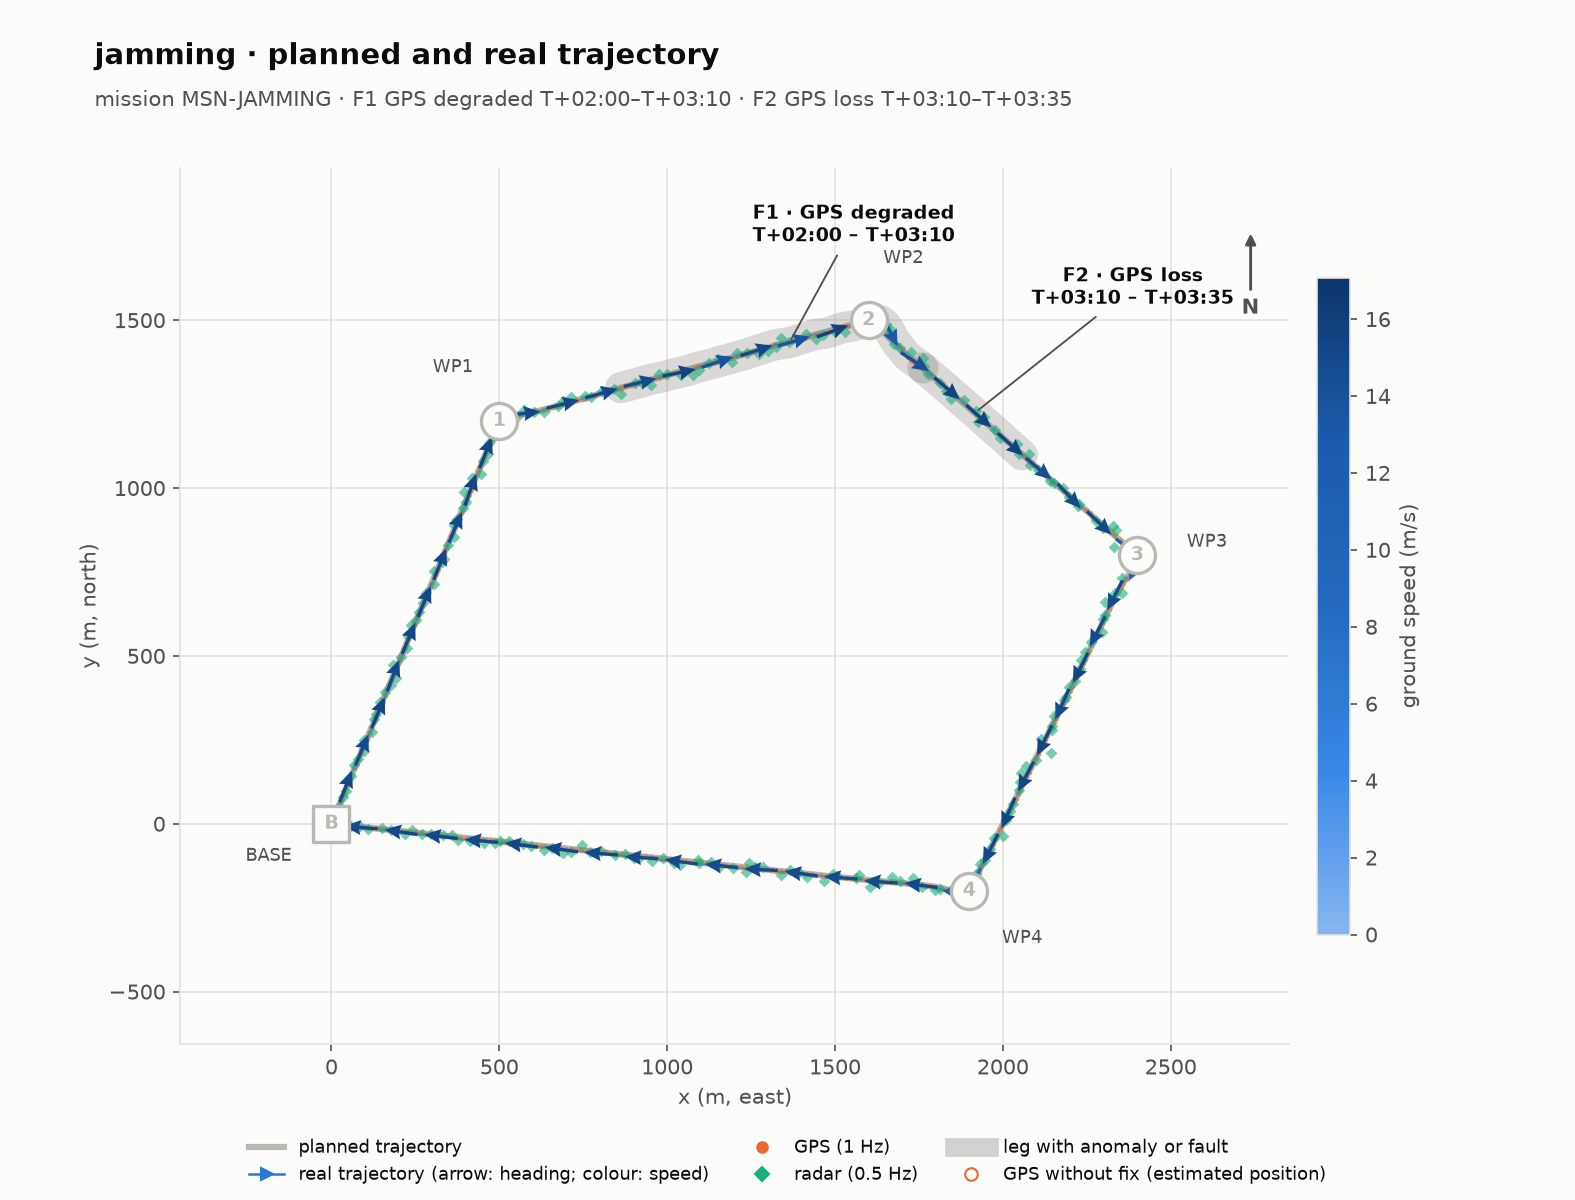 jamming · planned and real trajectory
mission MSN-JAMMING · F1 GPS degraded T+02:00–T+03:10 · F2 GPS loss T+03:10–T+03:35
F1 · GPS degraded
T+02:00 – T+03:10
WP2
F2 · GPS loss
T+03:10 – T+03:35
N
WP1
WP3
BASE
WP4
B
1
2
3
4
1500
1000
500
0
−500
y (m, north)
0
500
1000
1500
2000
2500
x (m, east)
16
14
12
10
8
6
4
2
0
ground speed (m/s)
planned trajectory
real trajectory (arrow: heading; colour: speed)
GPS (1 Hz)
radar (0.5 Hz)
leg with anomaly or fault
GPS without fix (estimated position)